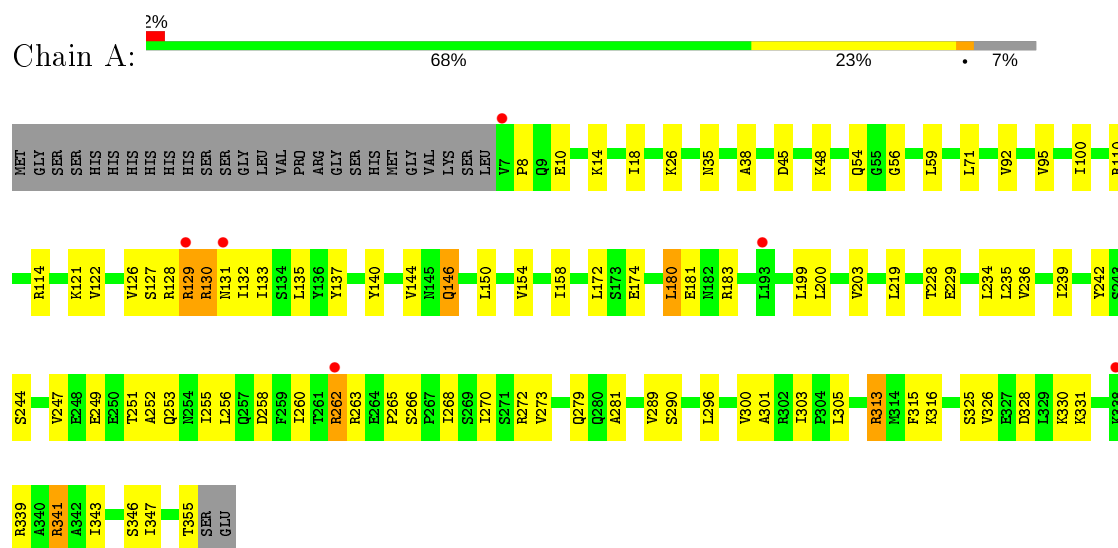 2%
Chain A:
68% 23% • 7%
MET GLY SER SER HIS HIS HIS HIS HIS HIS SER SER GLY LEU VAL PRO ARG GLY SER HIS MET GLY VAL LYS SER LEU V7 P8 Q9 E10 K14 I18 K26 N35 A38 D45 K48 Q54 G55 G56 L59 L71 V92 V95 I100 R110
R114 K121 V122 V126 S127 R128 R129 R130 N131 I132 I133 S134 L135 Y136 Y137 Y140 V144 N145 Q146 L150 V154 I158 L172 S173 E174 L180 E181 N182 R183 L193 L199 L200 V203 L219 T228 E229 L234 L235 V236 I239 Y242 S243
S244 V247 E248 E249 E250 T251 A252 Q253 N254 I255 L256 Q257 D258 F259 I260 T261 R262 R263 E264 P265 S266 P267 I268 S269 I270 S271 R272 V273 Q279 Q280 A281 V289 S290 L296 V300 A301 R302 I303 P304 L305 R313 M314 F315 K316 S325 V326 E327 D328 L329 K330 K331 K338
R339 A340 R341 A342 I343 S346 I347 T355 SER GLU